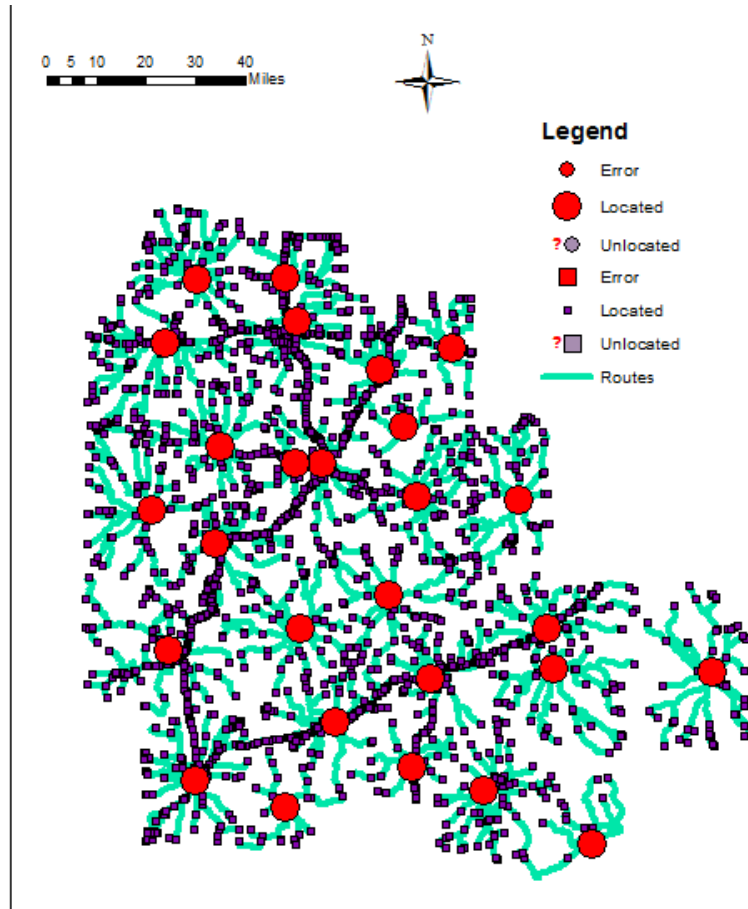 N
0 5 10 20 30 40
Miles
Legend
Error
Located
? Unlocated
Error
Located
? Unlocated
Routes